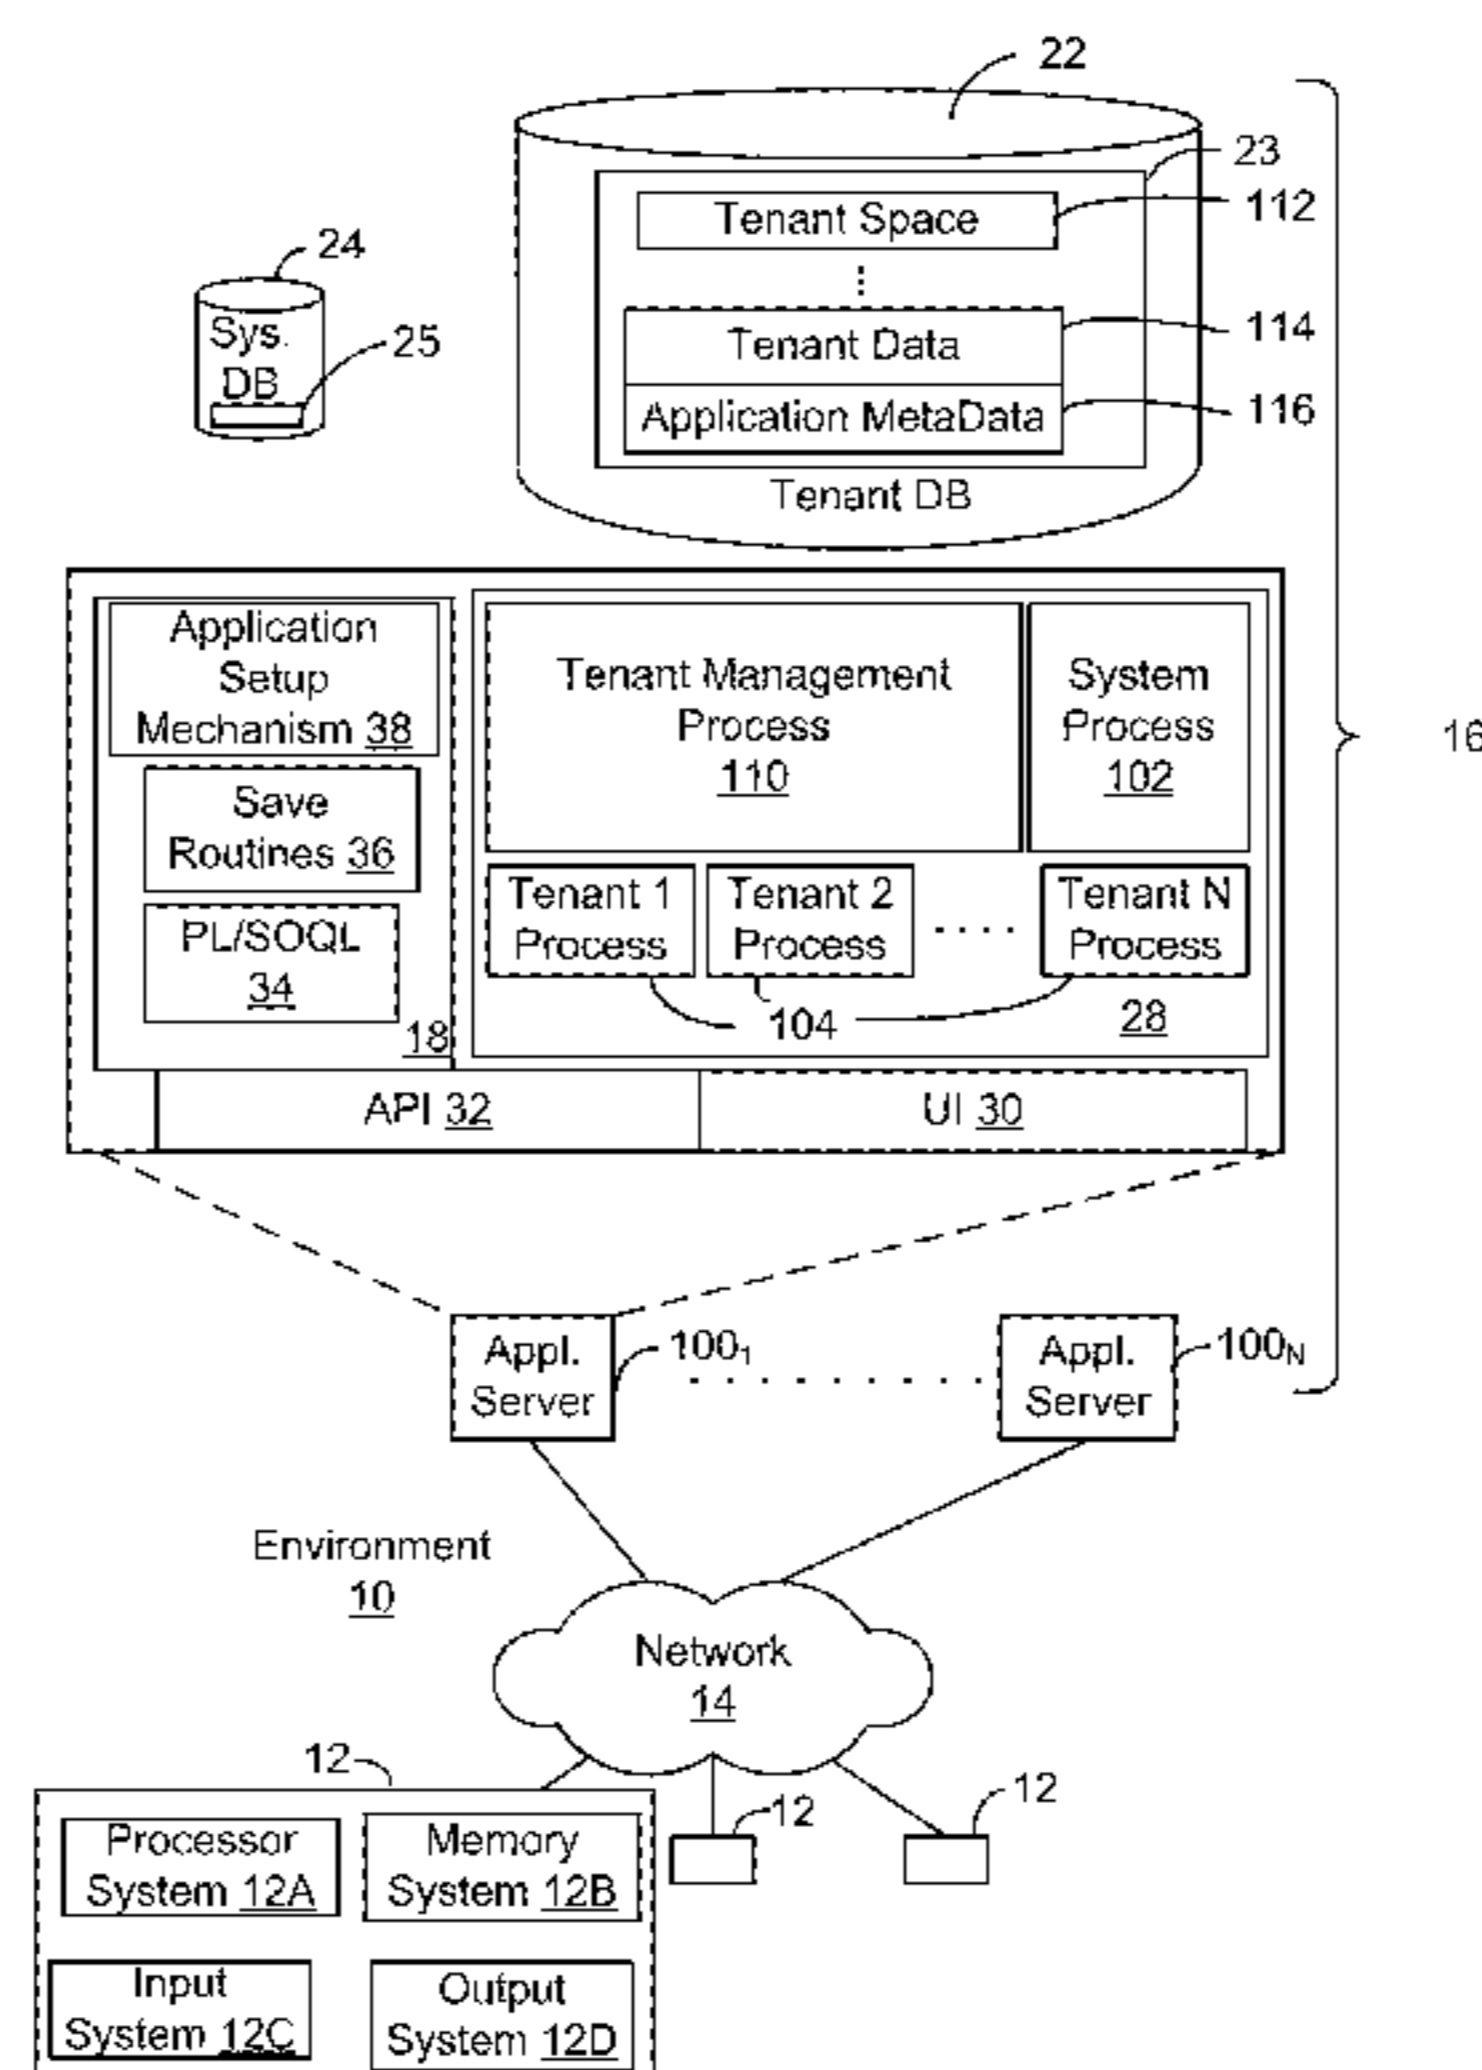 22
23
Tenant Space
112
24
Sys.
DB
25
Tenant Data
114
Application MetaData
116
Tenant DB
Application
Setup
Mechanism 38
Tenant Management
Process
110
System
Process
102
16
Save
Routines 36
Tenant 1
Process
Tenant 2
Process
Tenant N
Process
PL/SOQL
34
18
104
28
API 32
UI 30
Appl.
Server
100₁
Appl.
Server
100N
Environment
10
Network
14
12
12
12
Processor
System 12A
Memory
System 12B
Input
System 12C
Output
System 12D